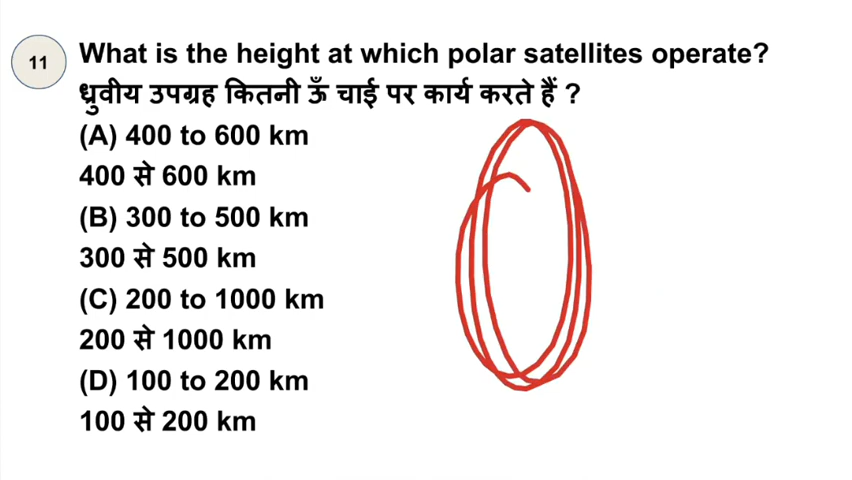 11 What is the height at which polar satellites operate?
ध्रुवीय उपग्रह कितनी ऊँ चाई पर कार्य करते हैं ?
(A) 400 to 600 km
400 से 600 km
(B) 300 to 500 km
300 से 500 km
(C) 200 to 1000 km
200 से 1000 km
(D) 100 to 200 km
100 से 200 km